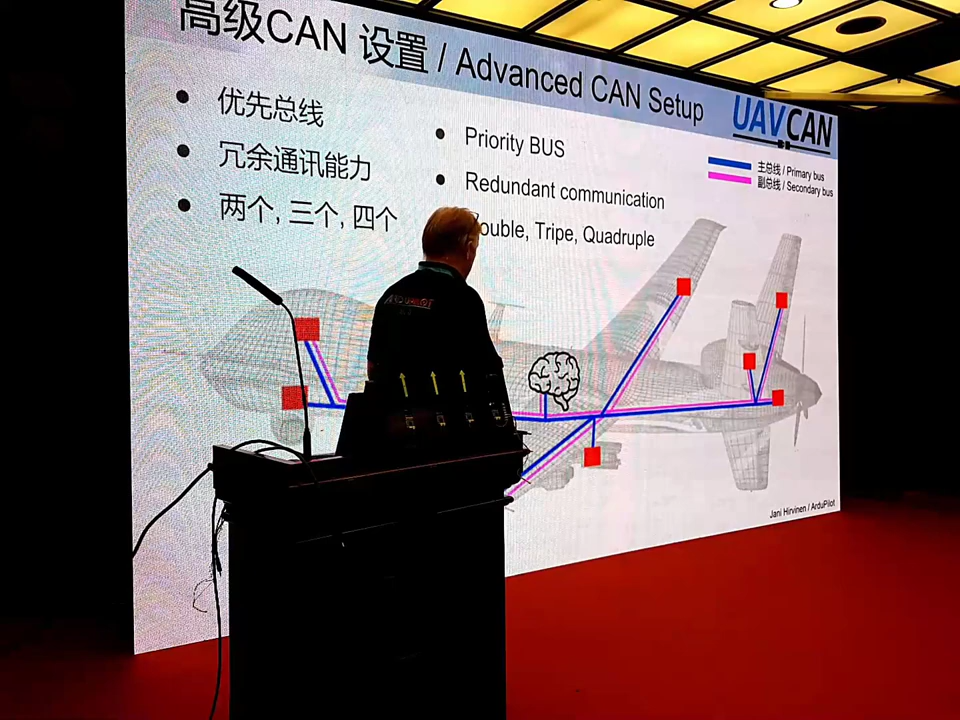 高级CAN 设置 / Advanced CAN Setup
UAVCAN
优先总线
冗余通讯能力
两个, 三个, 四个
Priority BUS
Redundant communication
ouble, Tripe, Quadruple
主总线 / Primary bus
副总线 / Secondary bus
ARDUPILOT
Jani Hirvinen / ArduPilot